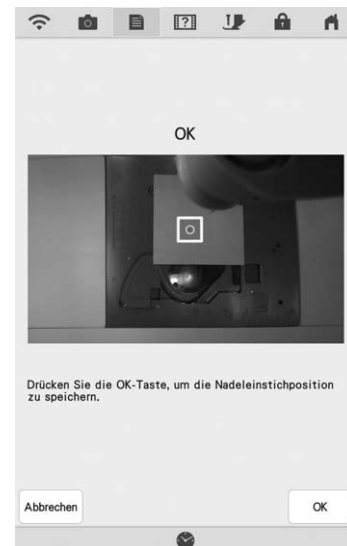 OK
Drücken Sie die OK-Taste, um die Nadeleinstichposition
zu speichern.
Abbrechen
OK